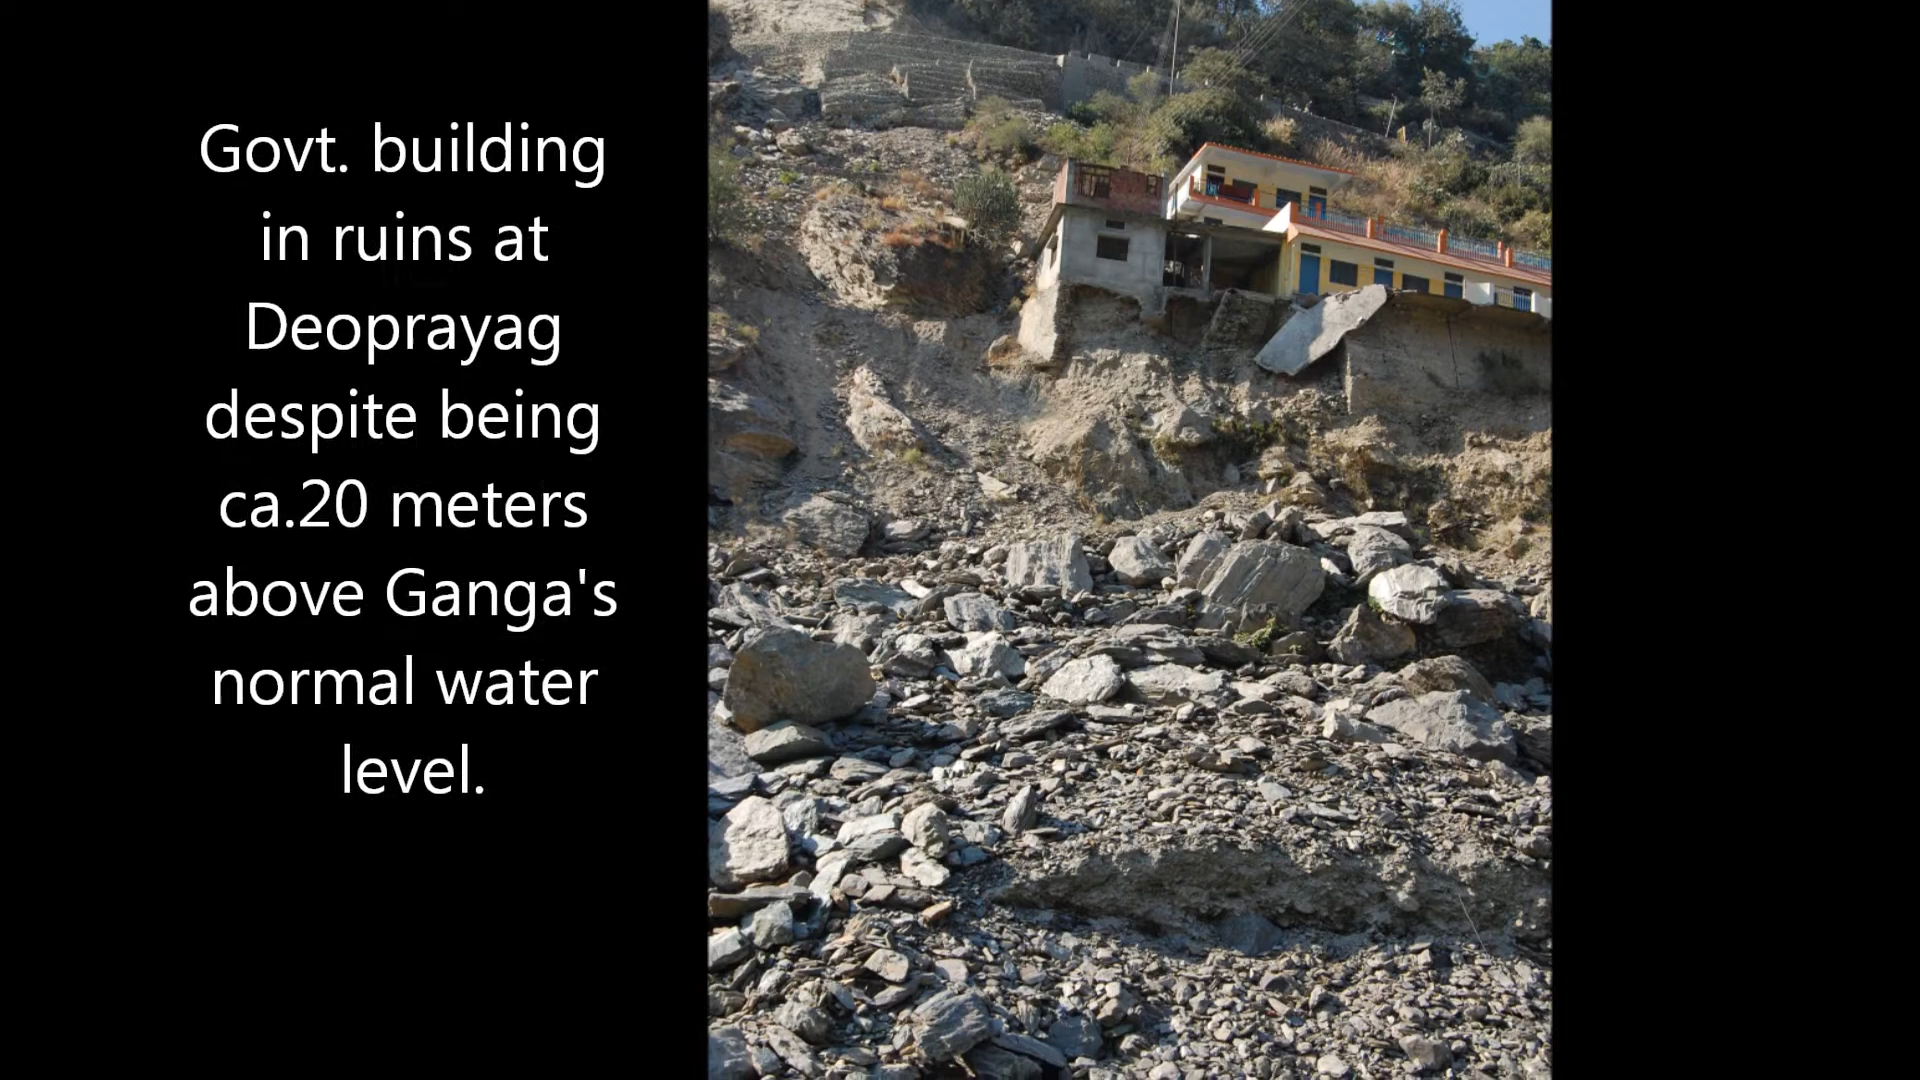 Govt. building
in ruins at
Deoprayag
despite being
ca.20 meters
above Ganga's
normal water
level.